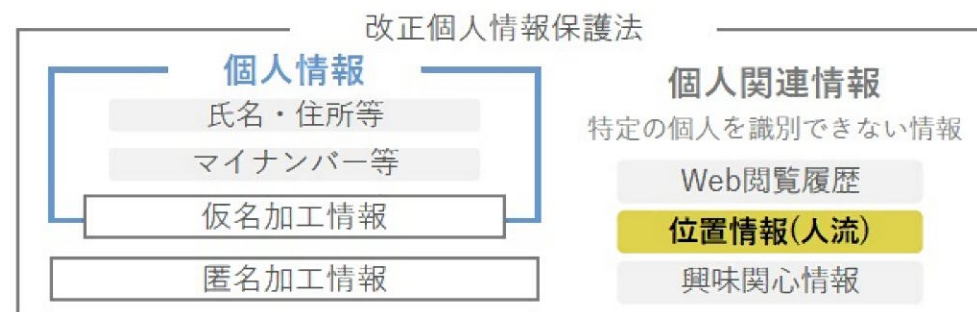 改正個人情報保護法
個人情報
氏名・住所等
マイナンバー等
仮名加工情報
匿名加工情報
個人関連情報
特定の個人を識別できない情報
Web閲覧履歴
位置情報(人流)
興味関心情報